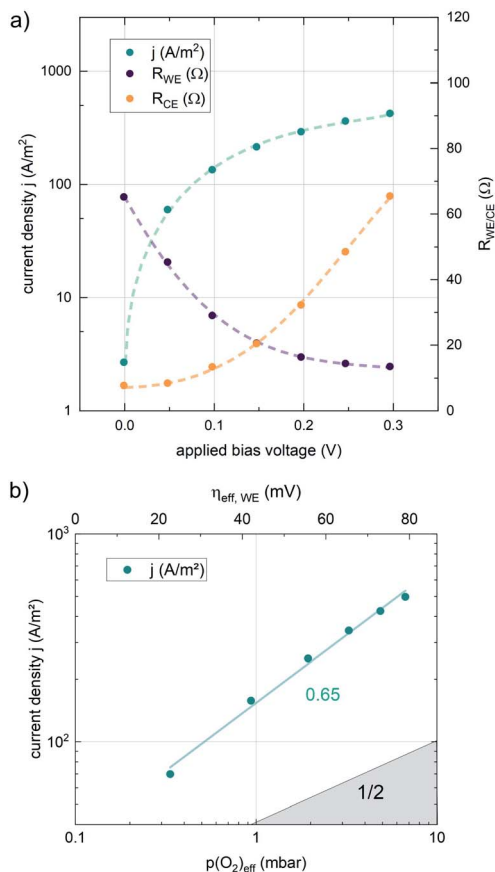 a)
j (A/m²)
R_WE (Ω)
R_CE (Ω)
current density j (A/m²)
1000
100
10
1
120
100
80
60
40
20
0
R_WE/CE (Ω)
0.0 0.1 0.2 0.3
applied bias voltage (V)
b)
η_eff, WE (mV)
0 20 40 60 80
10³
10²
current density j (A/m²)
j (A/m²)
0.65
1/2
0.1 1 10
p(O₂)_eff (mbar)